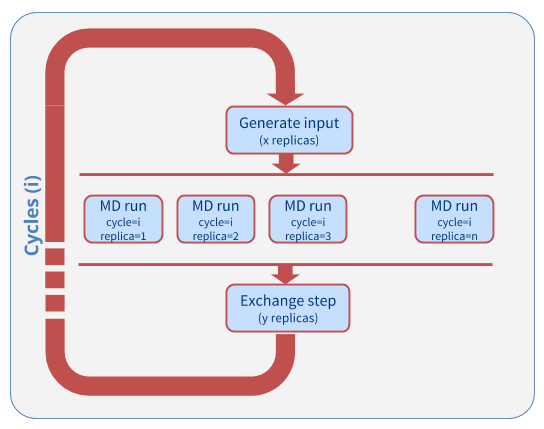 Generate input
(x replicas)
Cycles (i)
MD run
cycle=i
replica=1
MD run
cycle=i
replica=2
MD run
cycle=i
replica=3
MD run
cycle=i
replica=n
Exchange step
(y replicas)